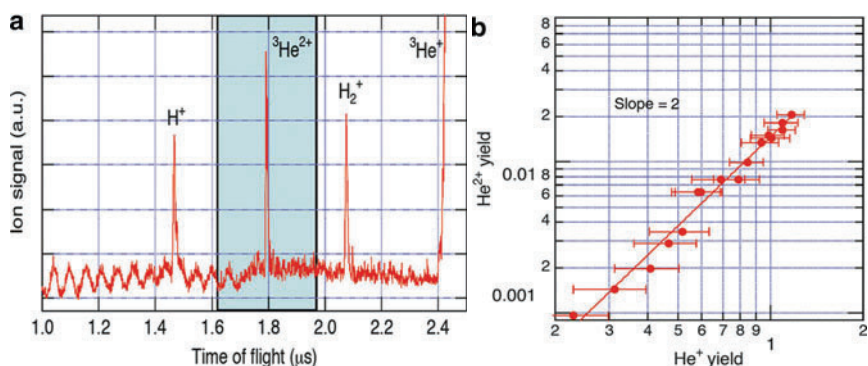 a
Ion signal (a.u.)
H⁺
³He²⁺
H₂⁺
³He⁺
1.0 1.2 1.4 1.6 1.8 2.0 2.2 2.4
Time of flight (μs)
b
He²⁺ yield
8
6
4
2
0.01
8
6
4
2
0.001
Slope = 2
2 3 4 5 6 7 8 9 1 2
He⁺ yield